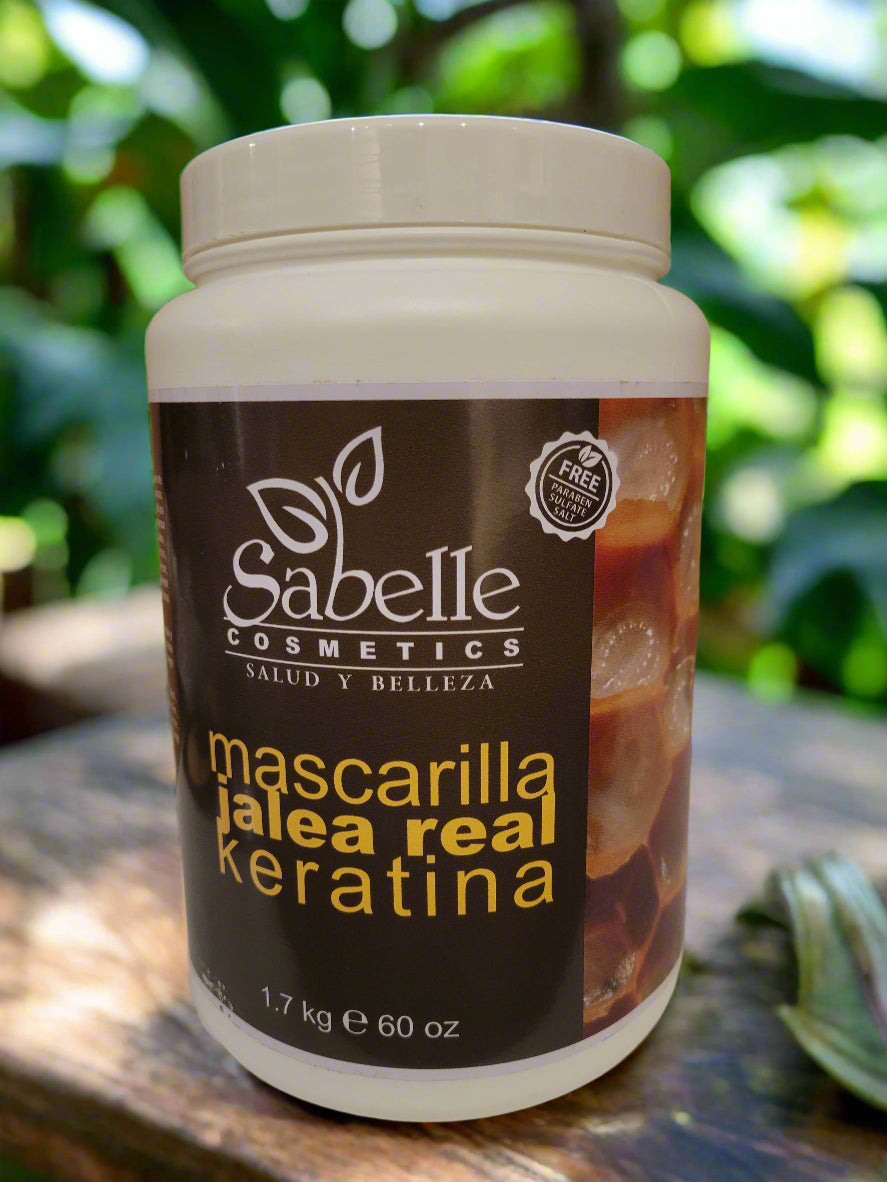 FREE
PARABEN
SULFATE
SALT
Sabelle
COSMETICS
SALUD Y BELLEZA
mascarilla
jalea real
keratina
1.7 kg ℮ 60 oz